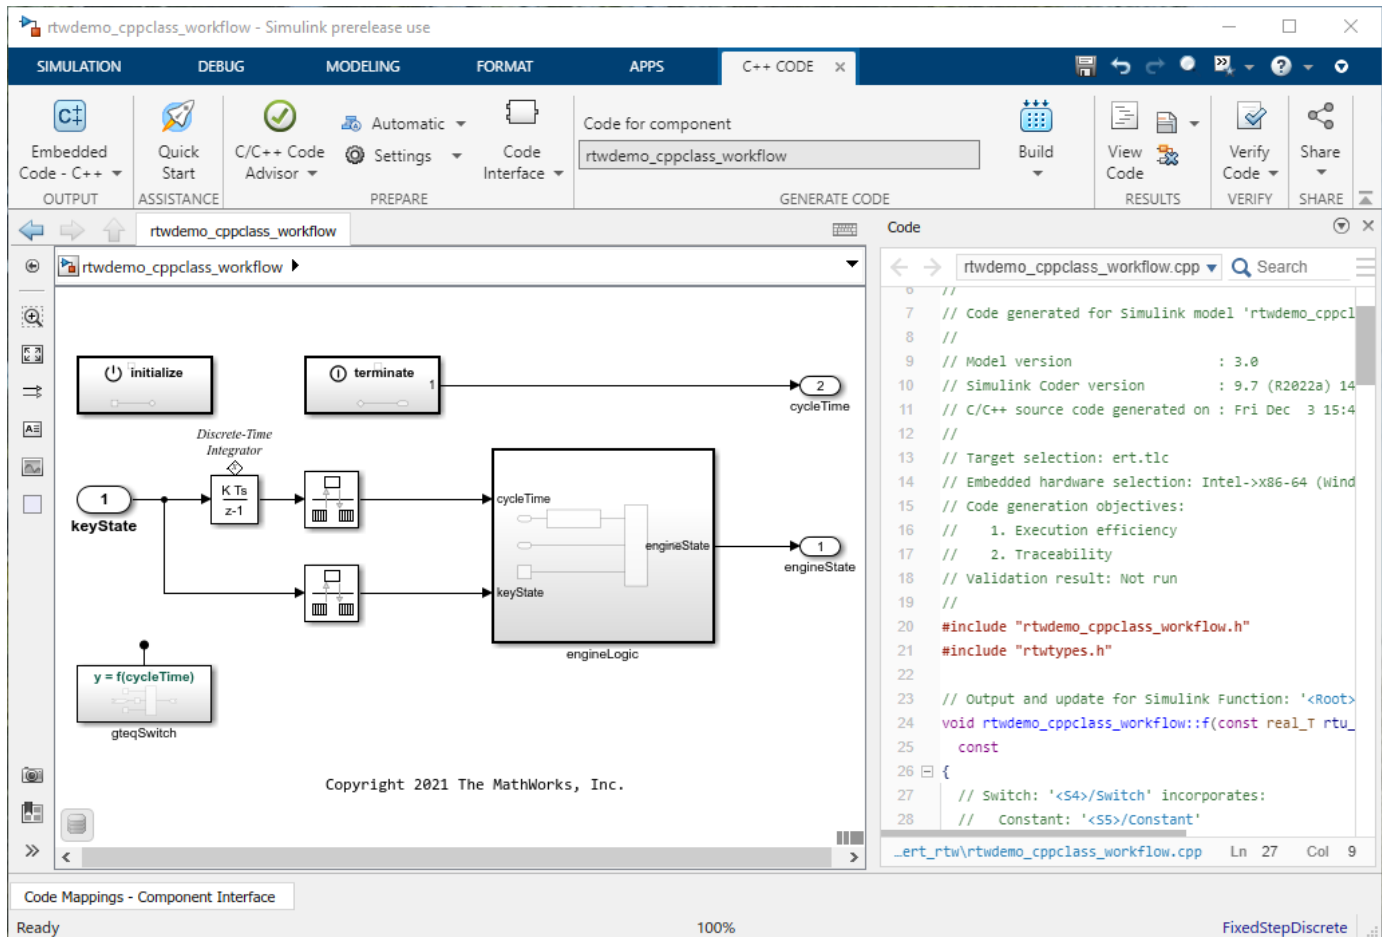 rtwdemo_cppclass_workflow - Simulink prerelease use
SIMULATION DEBUG MODELING FORMAT APPS C++ CODE
Embedded Code - C++
OUTPUT
Quick Start
ASSISTANCE
C/C++ Code Advisor
Automatic
Settings
Code Interface
PREPARE
Code for component
rtwdemo_cppclass_workflow
Build
GENERATE CODE
View Code
RESULTS
Verify Code
VERIFY
Share
SHARE
rtwdemo_cppclass_workflow
rtwdemo_cppclass_workflow
initialize
terminate
1
2
cycleTime
Discrete-Time
Integrator
K Ts
z-1
1
keyState
cycleTime
keyState
engineState
engineLogic
1
engineState
y = f(cycleTime)
gteqSwitch
Copyright 2021 The MathWorks, Inc.
Code
rtwdemo_cppclass_workflow.cpp Search
6 //
7 // Code generated for Simulink model 'rtwdemo_cppcl
8 //
9 // Model version : 3.0
10 // Simulink Coder version : 9.7 (R2022a) 14
11 // C/C++ source code generated on : Fri Dec 3 15:4
12 //
13 // Target selection: ert.tlc
14 // Embedded hardware selection: Intel->x86-64 (Wind
15 // Code generation objectives:
16 // 1. Execution efficiency
17 // 2. Traceability
18 // Validation result: Not run
19 //
20 #include "rtwdemo_cppclass_workflow.h"
21 #include "rtwtypes.h"
22
23 // Output and update for Simulink Function: '<Root>
24 void rtwdemo_cppclass_workflow::f(const real_T rtu_
25 const
26 {
27 // Switch: '<S4>/Switch' incorporates:
28 // Constant: '<S5>/Constant'
…ert_rtw\rtwdemo_cppclass_workflow.cpp Ln 27 Col 9
Code Mappings - Component Interface
Ready 100% FixedStepDiscrete